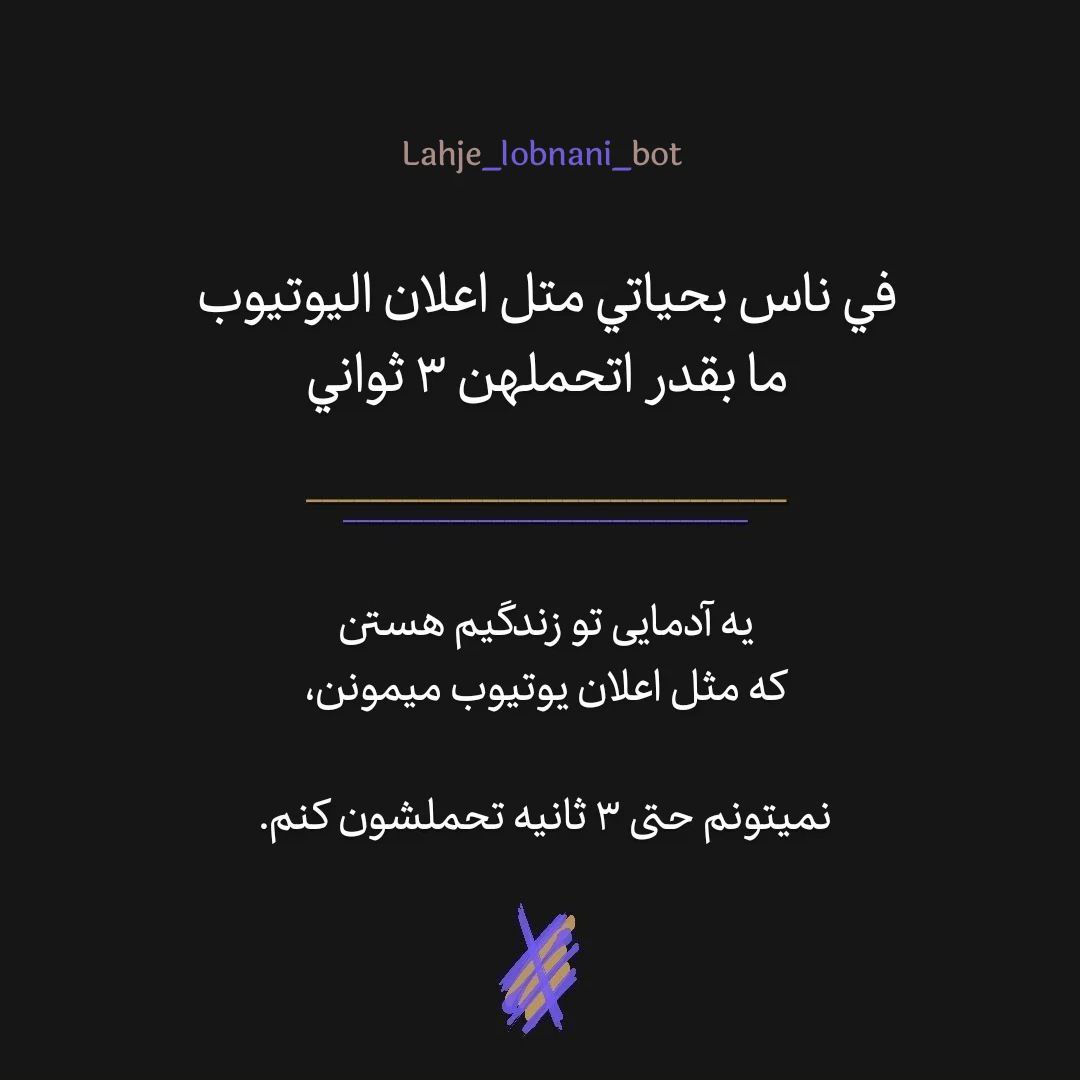 Lahje_lobnani_bot
في ناس بحياتي متل اعلان اليوتيوب
ما بقدر اتحملهن ٣ ثواني
یه آدمایی تو زندگیم هستن
که مثل اعلان یوتیوب میمونن،
نمیتونم حتی ۳ ثانیه تحملشون کنم.